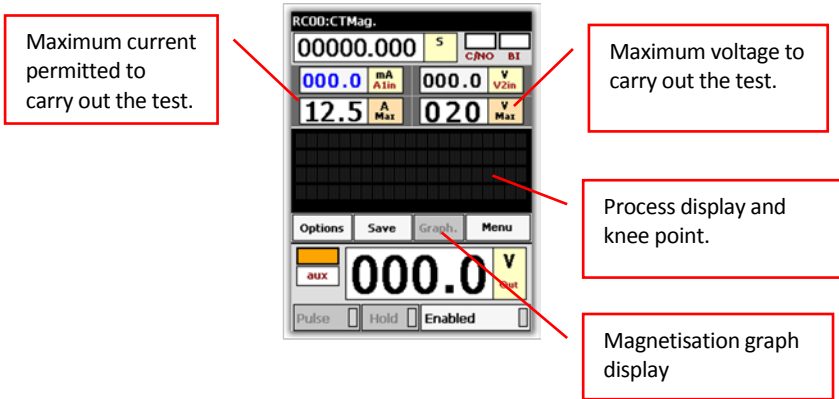 Maximum current
permitted to
carry out the test.
RC00:CTMag.
00000.000 S C/NO BI
000.0 mA A1in 000.0 V V2in
12.5 A Max 020 V Max
Options Save Graph. Menu
aux 000.0 V Out
Pulse Hold Enabled
Maximum voltage to
carry out the test.
Process display and
knee point.
Magnetisation graph
display